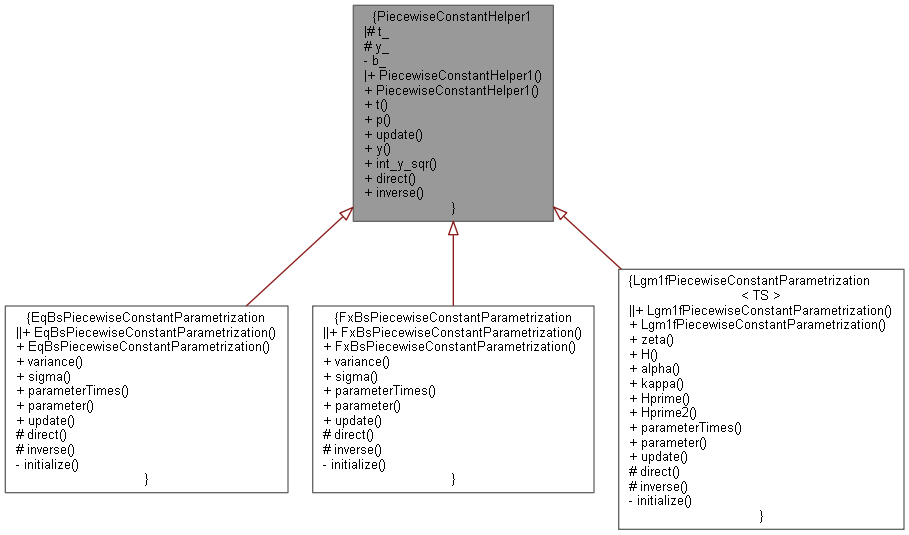 {PiecewiseConstantHelper1
|# t_
# y_
- b_
|+ PiecewiseConstantHelper1()
+ PiecewiseConstantHelper1()
+ t()
+ p()
+ update()
+ y()
+ int_y_sqr()
+ direct()
+ inverse()
}
{EqBsPiecewiseConstantParametrization
||+ EqBsPiecewiseConstantParametrization()
+ EqBsPiecewiseConstantParametrization()
+ variance()
+ sigma()
+ parameterTimes()
+ parameter()
+ update()
# direct()
# inverse()
- initialize()
}
{FxBsPiecewiseConstantParametrization
||+ FxBsPiecewiseConstantParametrization()
+ FxBsPiecewiseConstantParametrization()
+ variance()
+ sigma()
+ parameterTimes()
+ parameter()
+ update()
# direct()
# inverse()
- initialize()
}
{Lgm1fPiecewiseConstantParametrization
< TS >
||+ Lgm1fPiecewiseConstantParametrization()
+ Lgm1fPiecewiseConstantParametrization()
+ zeta()
+ H()
+ alpha()
+ kappa()
+ Hprime()
+ Hprime2()
+ parameterTimes()
+ parameter()
+ update()
# direct()
# inverse()
- initialize()
}